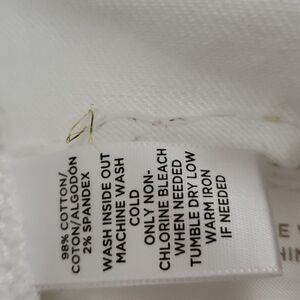 98% COTTON/
COTON/ALGODÓN
2% SPANDEX
WASH INSIDE OUT
MACHINE WASH
COLD
ONLY NON-
CHLORINE BLEACH
WHEN NEEDED
TUMBLE DRY LOW
WARM IRON
IF NEEDED